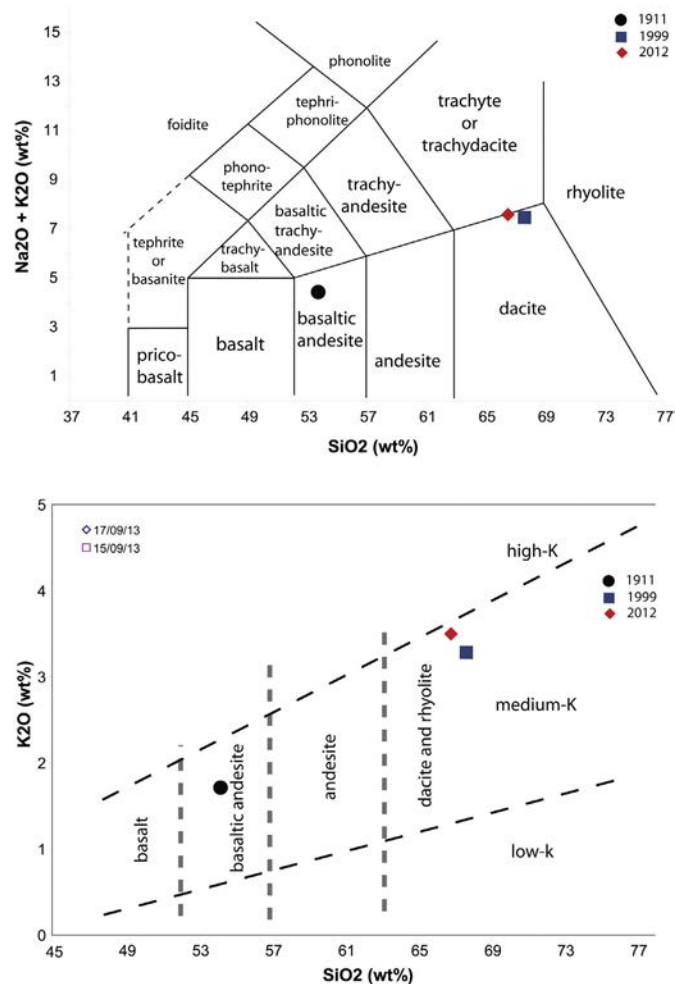 15
13
11
9
7
5
3
1
Na2O + K2O (wt%)
37
41
45
49
53
57
61
65
69
73
77
SiO2 (wt%)
1911
1999
2012
phonolite
foidite
tephri-
phonolite
trachyte
or
trachydacite
phono-
tephrite
trachy-
andesite
rhyolite
tephrite
or
basanite
trachy-
basalt
basaltic
trachy-
andesite
dacite
prico-
basalt
basalt
basaltic
andesite
andesite
5
4
3
2
1
0
K2O (wt%)
45
49
53
57
61
65
69
73
77
SiO2 (wt%)
17/09/13
15/09/13
1911
1999
2012
high-K
medium-K
low-k
basalt
basaltic andesite
andesite
dacite and rhyolite